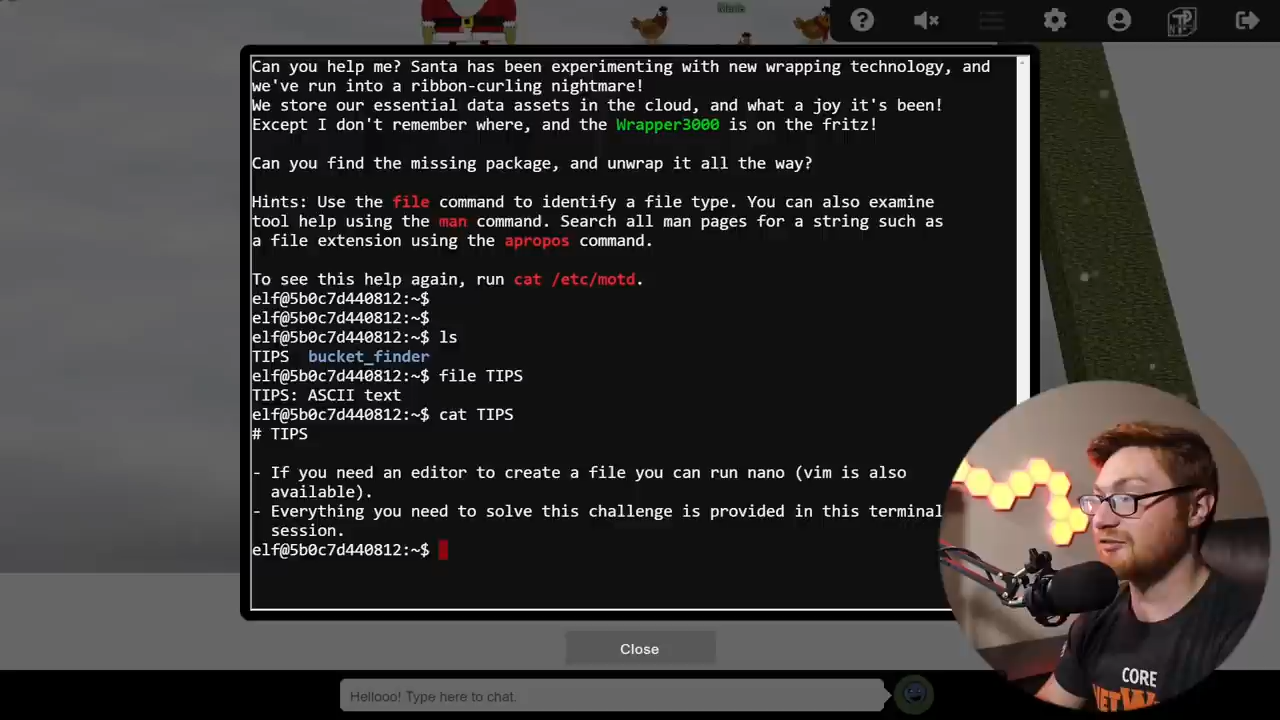 Can you help me? Santa has been experimenting with new wrapping technology, and
we've run into a ribbon-curling nightmare!
We store our essential data assets in the cloud, and what a joy it's been!
Except I don't remember where, and the Wrapper3000 is on the fritz!
Can you find the missing package, and unwrap it all the way?
Hints: Use the file command to identify a file type. You can also examine
tool help using the man command. Search all man pages for a string such as
a file extension using the apropos command.
To see this help again, run cat /etc/motd.
elf@5b0c7d440812:~$
elf@5b0c7d440812:~$
elf@5b0c7d440812:~$ ls
TIPS  bucket_finder
elf@5b0c7d440812:~$ file TIPS
TIPS: ASCII text
elf@5b0c7d440812:~$ cat TIPS
# TIPS
- If you need an editor to create a file you can run nano (vim is also
available).
- Everything you need to solve this challenge is provided in this terminal
session.
elf@5b0c7d440812:~$
Close
Hellooo! Type here to chat.
CORE